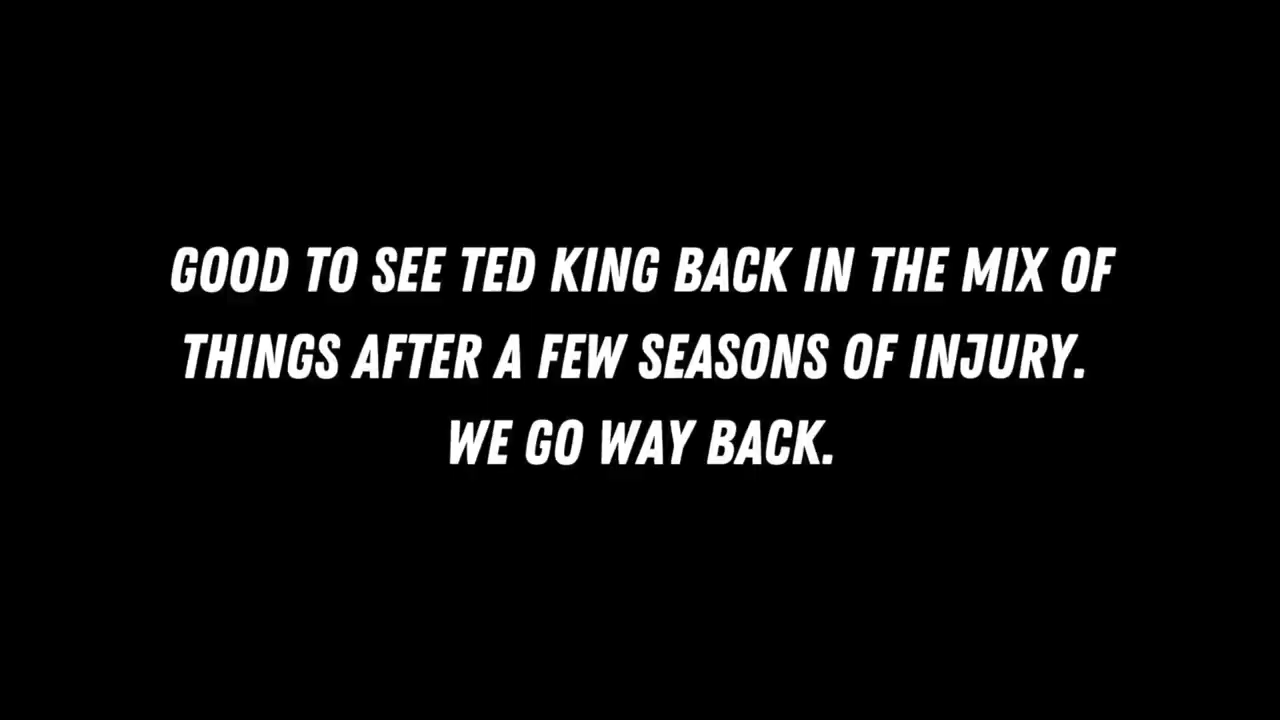 GOOD TO SEE TED KING BACK IN THE MIX OF
THINGS AFTER A FEW SEASONS OF INJURY.
WE GO WAY BACK.